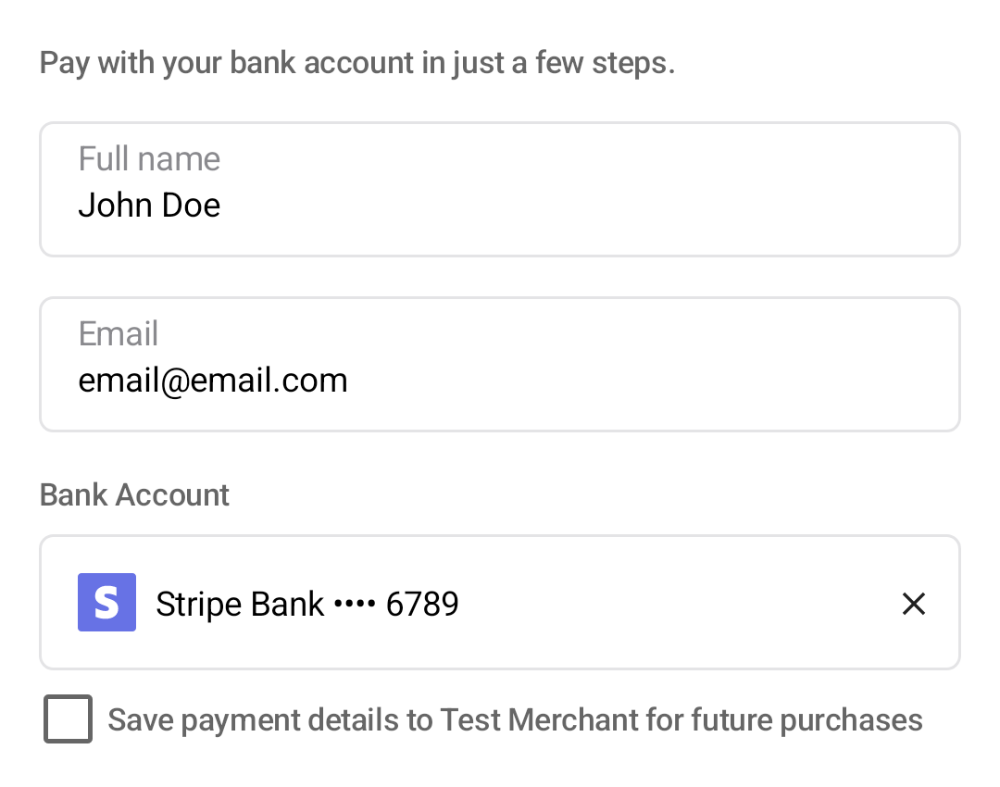 Pay with your bank account in just a few steps.
Full name
John Doe
Email
email@email.com
Bank Account
S Stripe Bank •••• 6789
Save payment details to Test Merchant for future purchases